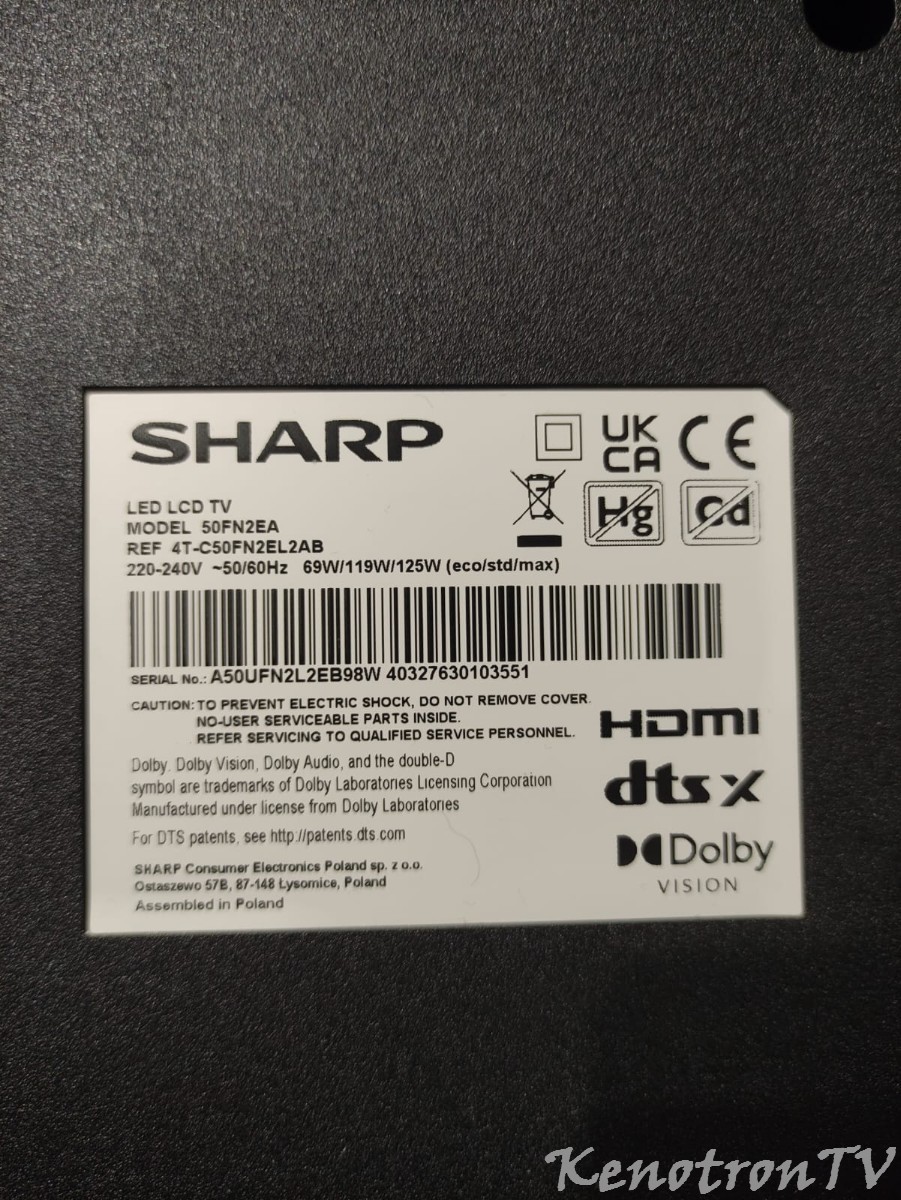 SHARP
UK
CA
CE
Hg
Cd
LED LCD TV
MODEL 50FN2EA
REF 4T-C50FN2EL2AB
220-240V ~50/60Hz 69W/119W/125W (eco/std/max)
SERIAL No.: A50UFN2L2EB98W 40327630103551
CAUTION: TO PREVENT ELECTRIC SHOCK, DO NOT REMOVE COVER.
NO-USER SERVICEABLE PARTS INSIDE.
REFER SERVICING TO QUALIFIED SERVICE PERSONNEL.
HDMI
Dolby, Dolby Vision, Dolby Audio, and the double-D
symbol are trademarks of Dolby Laboratories Licensing Corporation
Manufactured under license from Dolby Laboratories
dts X
For DTS patents, see http://patents.dts.com
Dolby
VISION
SHARP Consumer Electronics Poland sp. z o.o.
Ostaszewo 57B, 87-148 Łysomice, Poland
Assembled in Poland
KenotronTV